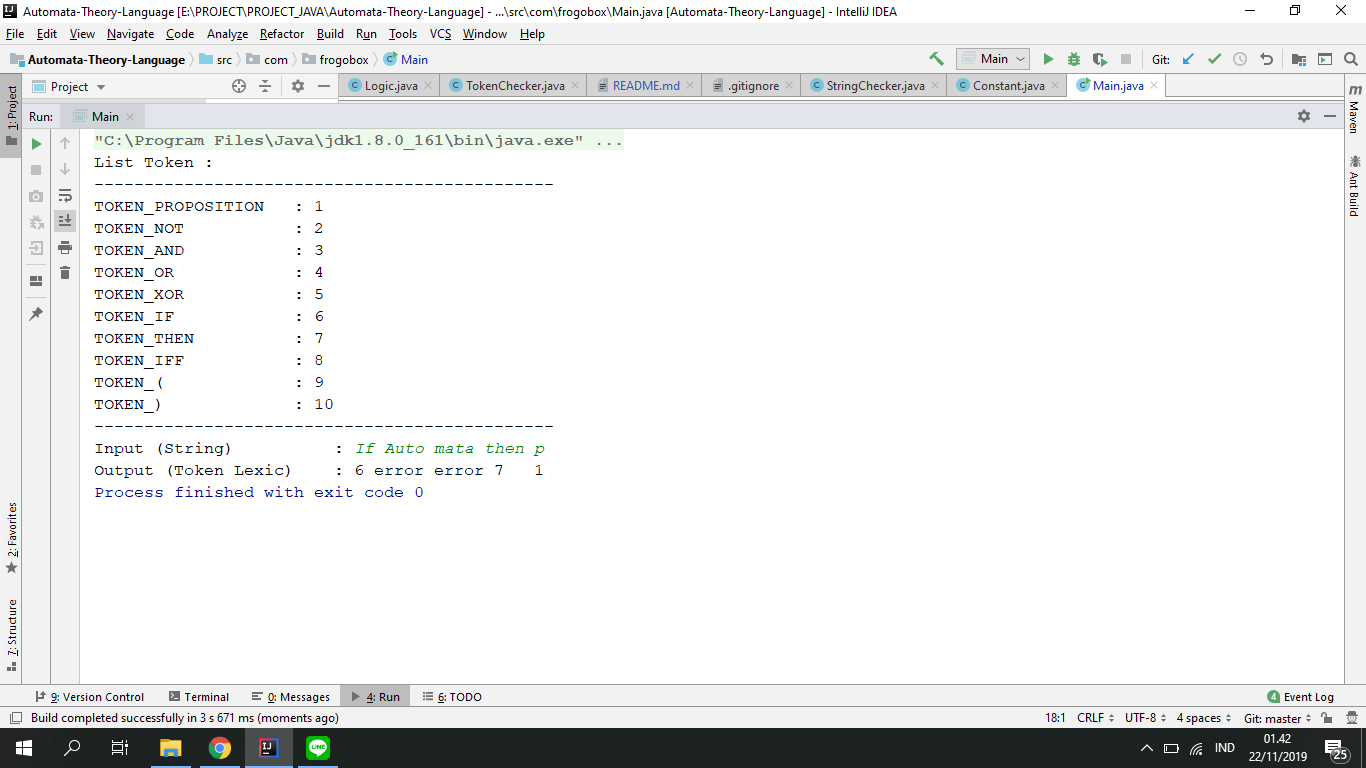 Automata-Theory-Language [E:\PROJECT\PROJECT_JAVA\Automata-Theory-Language] - ...\src\com\frogobox\Main.java [Automata-Theory-Language] - IntelliJ IDEA
File Edit View Navigate Code Analyze Refactor Build Run Tools VCS Window Help
Automata-Theory-Language src com frogobox Main Main Git:
Project Logic.java TokenChecker.java README.md .gitignore StringChecker.java Constant.java Main.java
1: Project
Maven
Ant Build
Run: Main
"C:\Program Files\Java\jdk1.8.0_161\bin\java.exe" ...
List Token :
----------------------------------------------
TOKEN_PROPOSITION : 1
TOKEN_NOT : 2
TOKEN_AND : 3
TOKEN_OR : 4
TOKEN_XOR : 5
TOKEN_IF : 6
TOKEN_THEN : 7
TOKEN_IFF : 8
TOKEN_( : 9
TOKEN_) : 10
----------------------------------------------
Input (String) : If Auto mata then p
Output (Token Lexic) : 6 error error 7 1
Process finished with exit code 0
2: Favorites
7: Structure
9: Version Control Terminal 0: Messages 4: Run 6: TODO 4 Event Log
Build completed successfully in 3 s 671 ms (moments ago) 18:1 CRLF UTF-8 4 spaces Git: master
LINE IND 01.42
22/11/2019 25